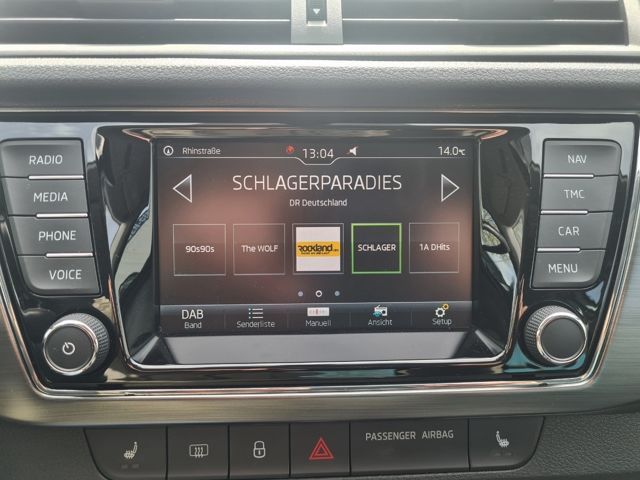 Rhinstraße 13:04 14.0°C
SCHLAGERPARADIES
DR Deutschland
90s90s The WOLF ROCKLAND SCHLAGER 1A DHits
DAB Senderliste Manuell Ansicht Setup
Band
RADIO
MEDIA
PHONE
VOICE
NAV
TMC
CAR
MENU
PASSENGER AIRBAG